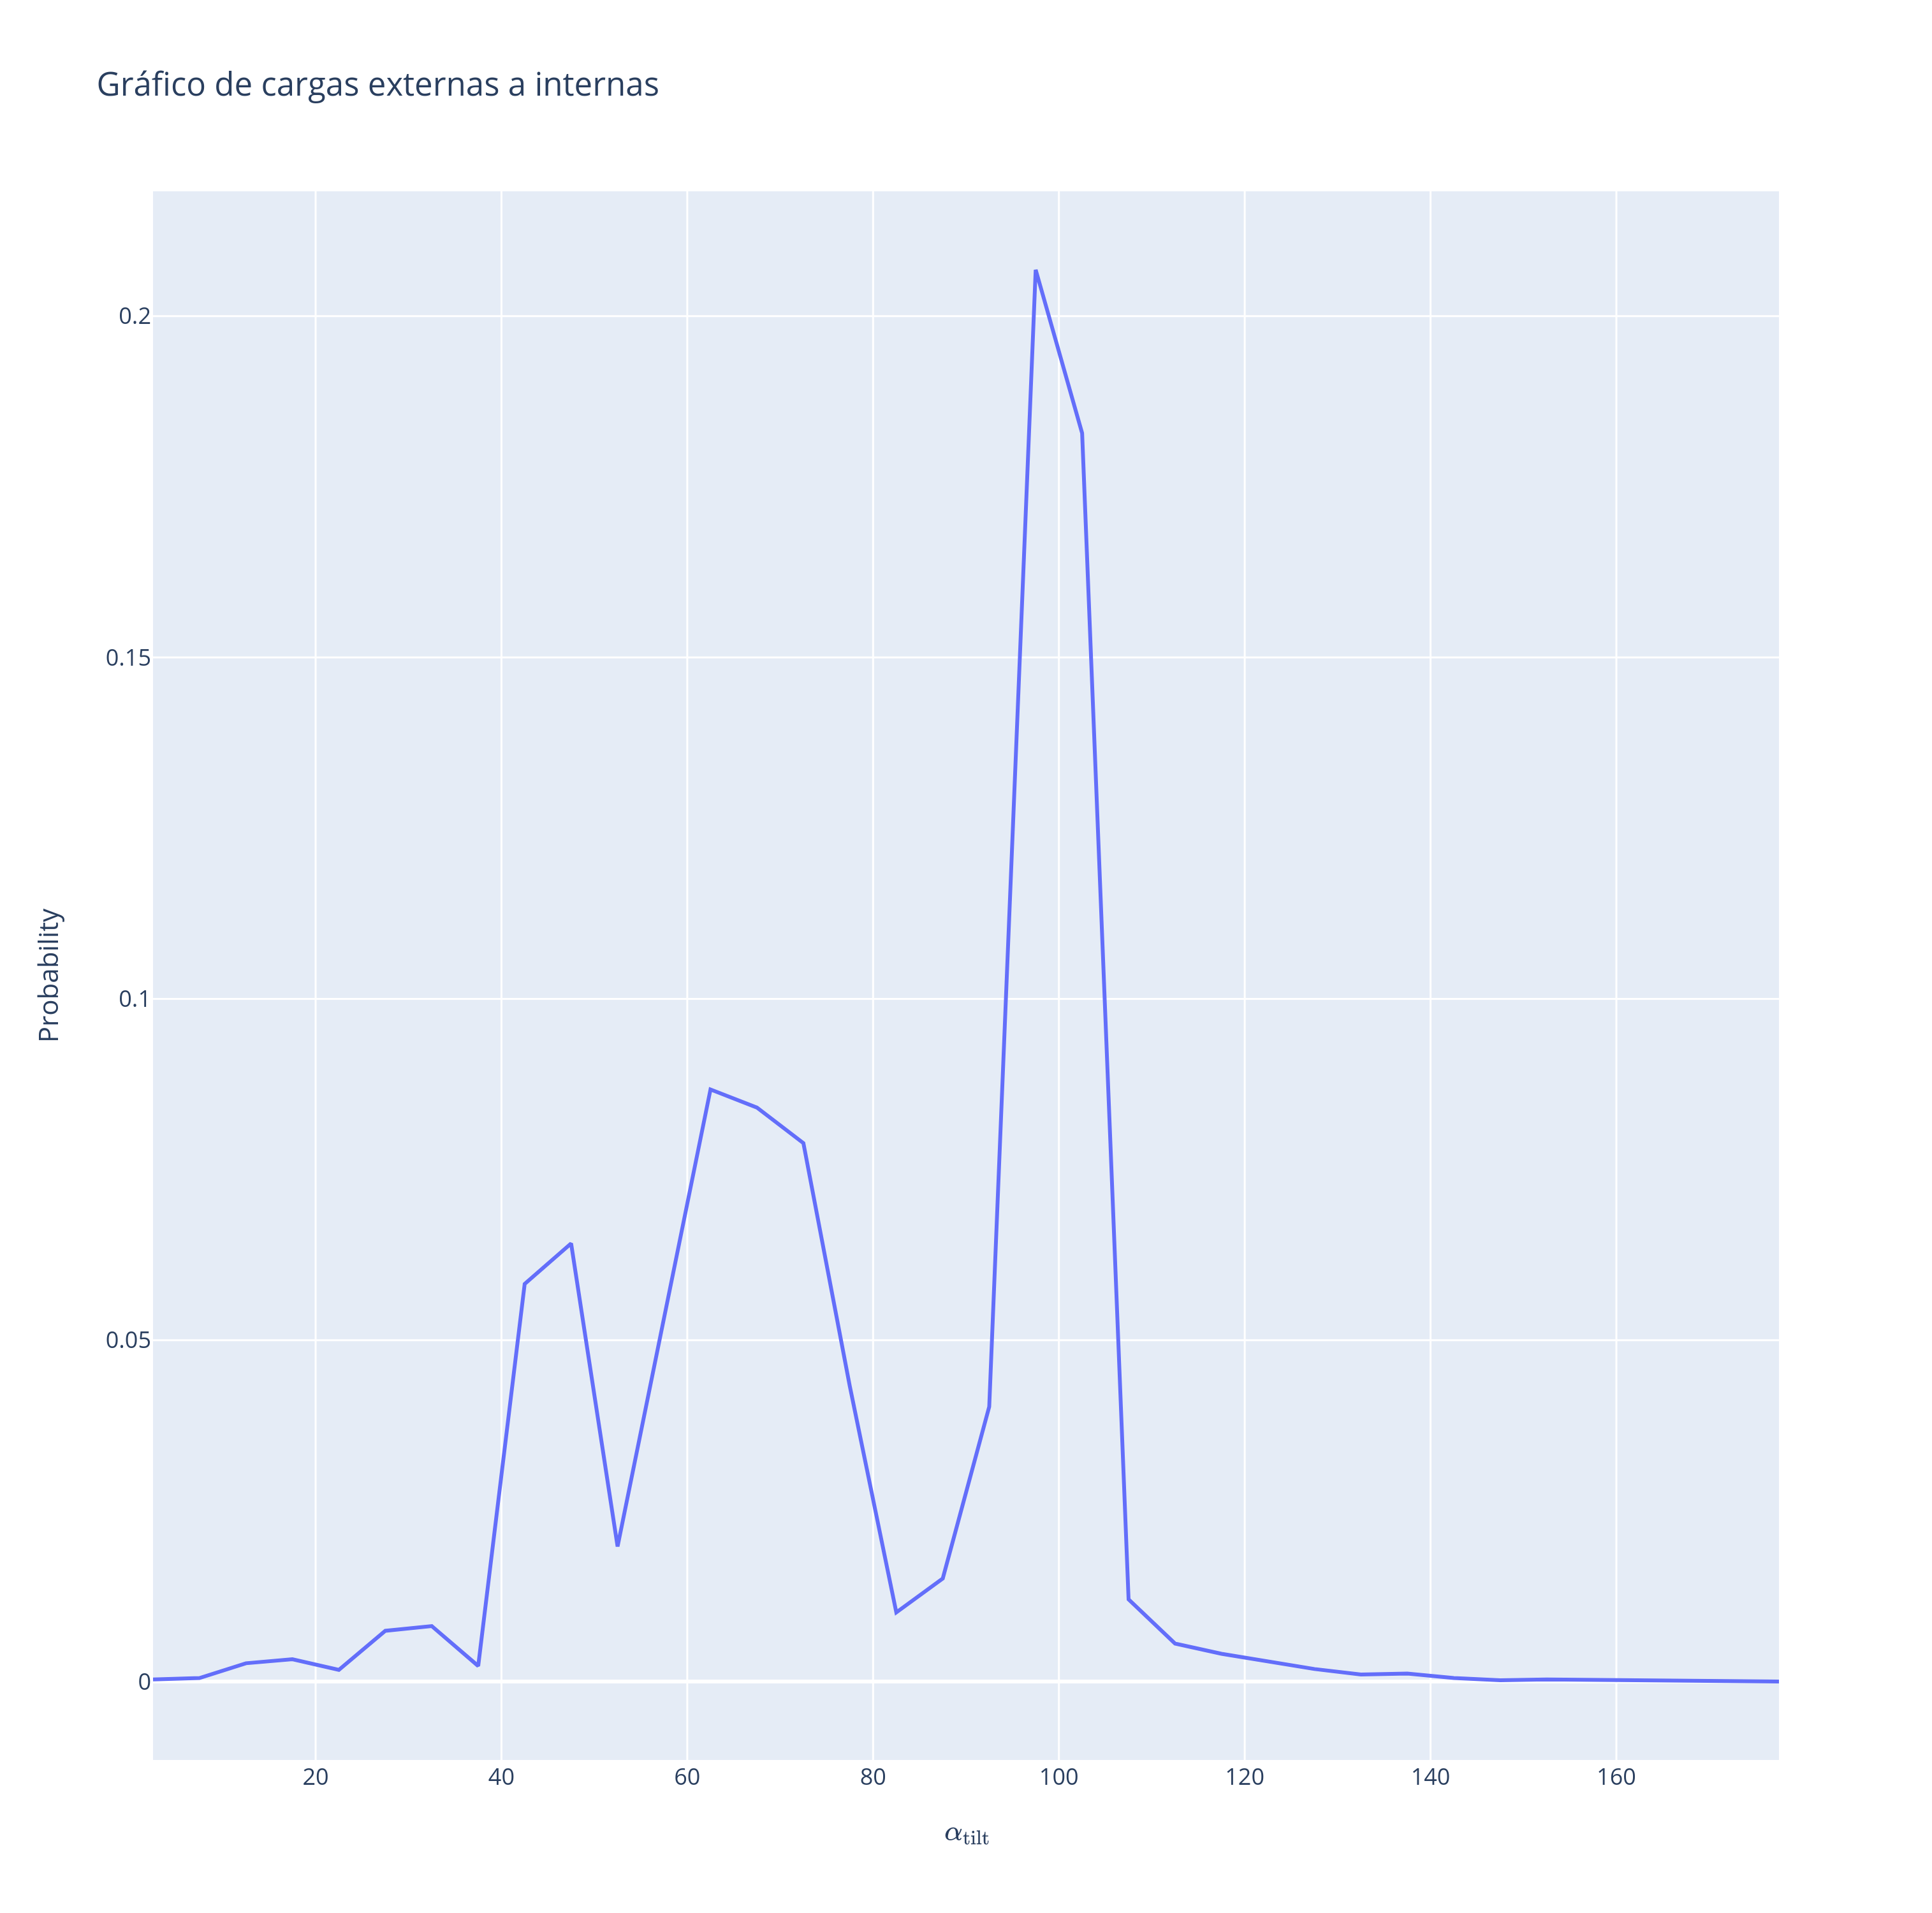 Gráfico de cargas externas a internas
0.2
0.15
0.1
0.05
0
Probability
20 40 60 80 100 120 140 160
α_tilt